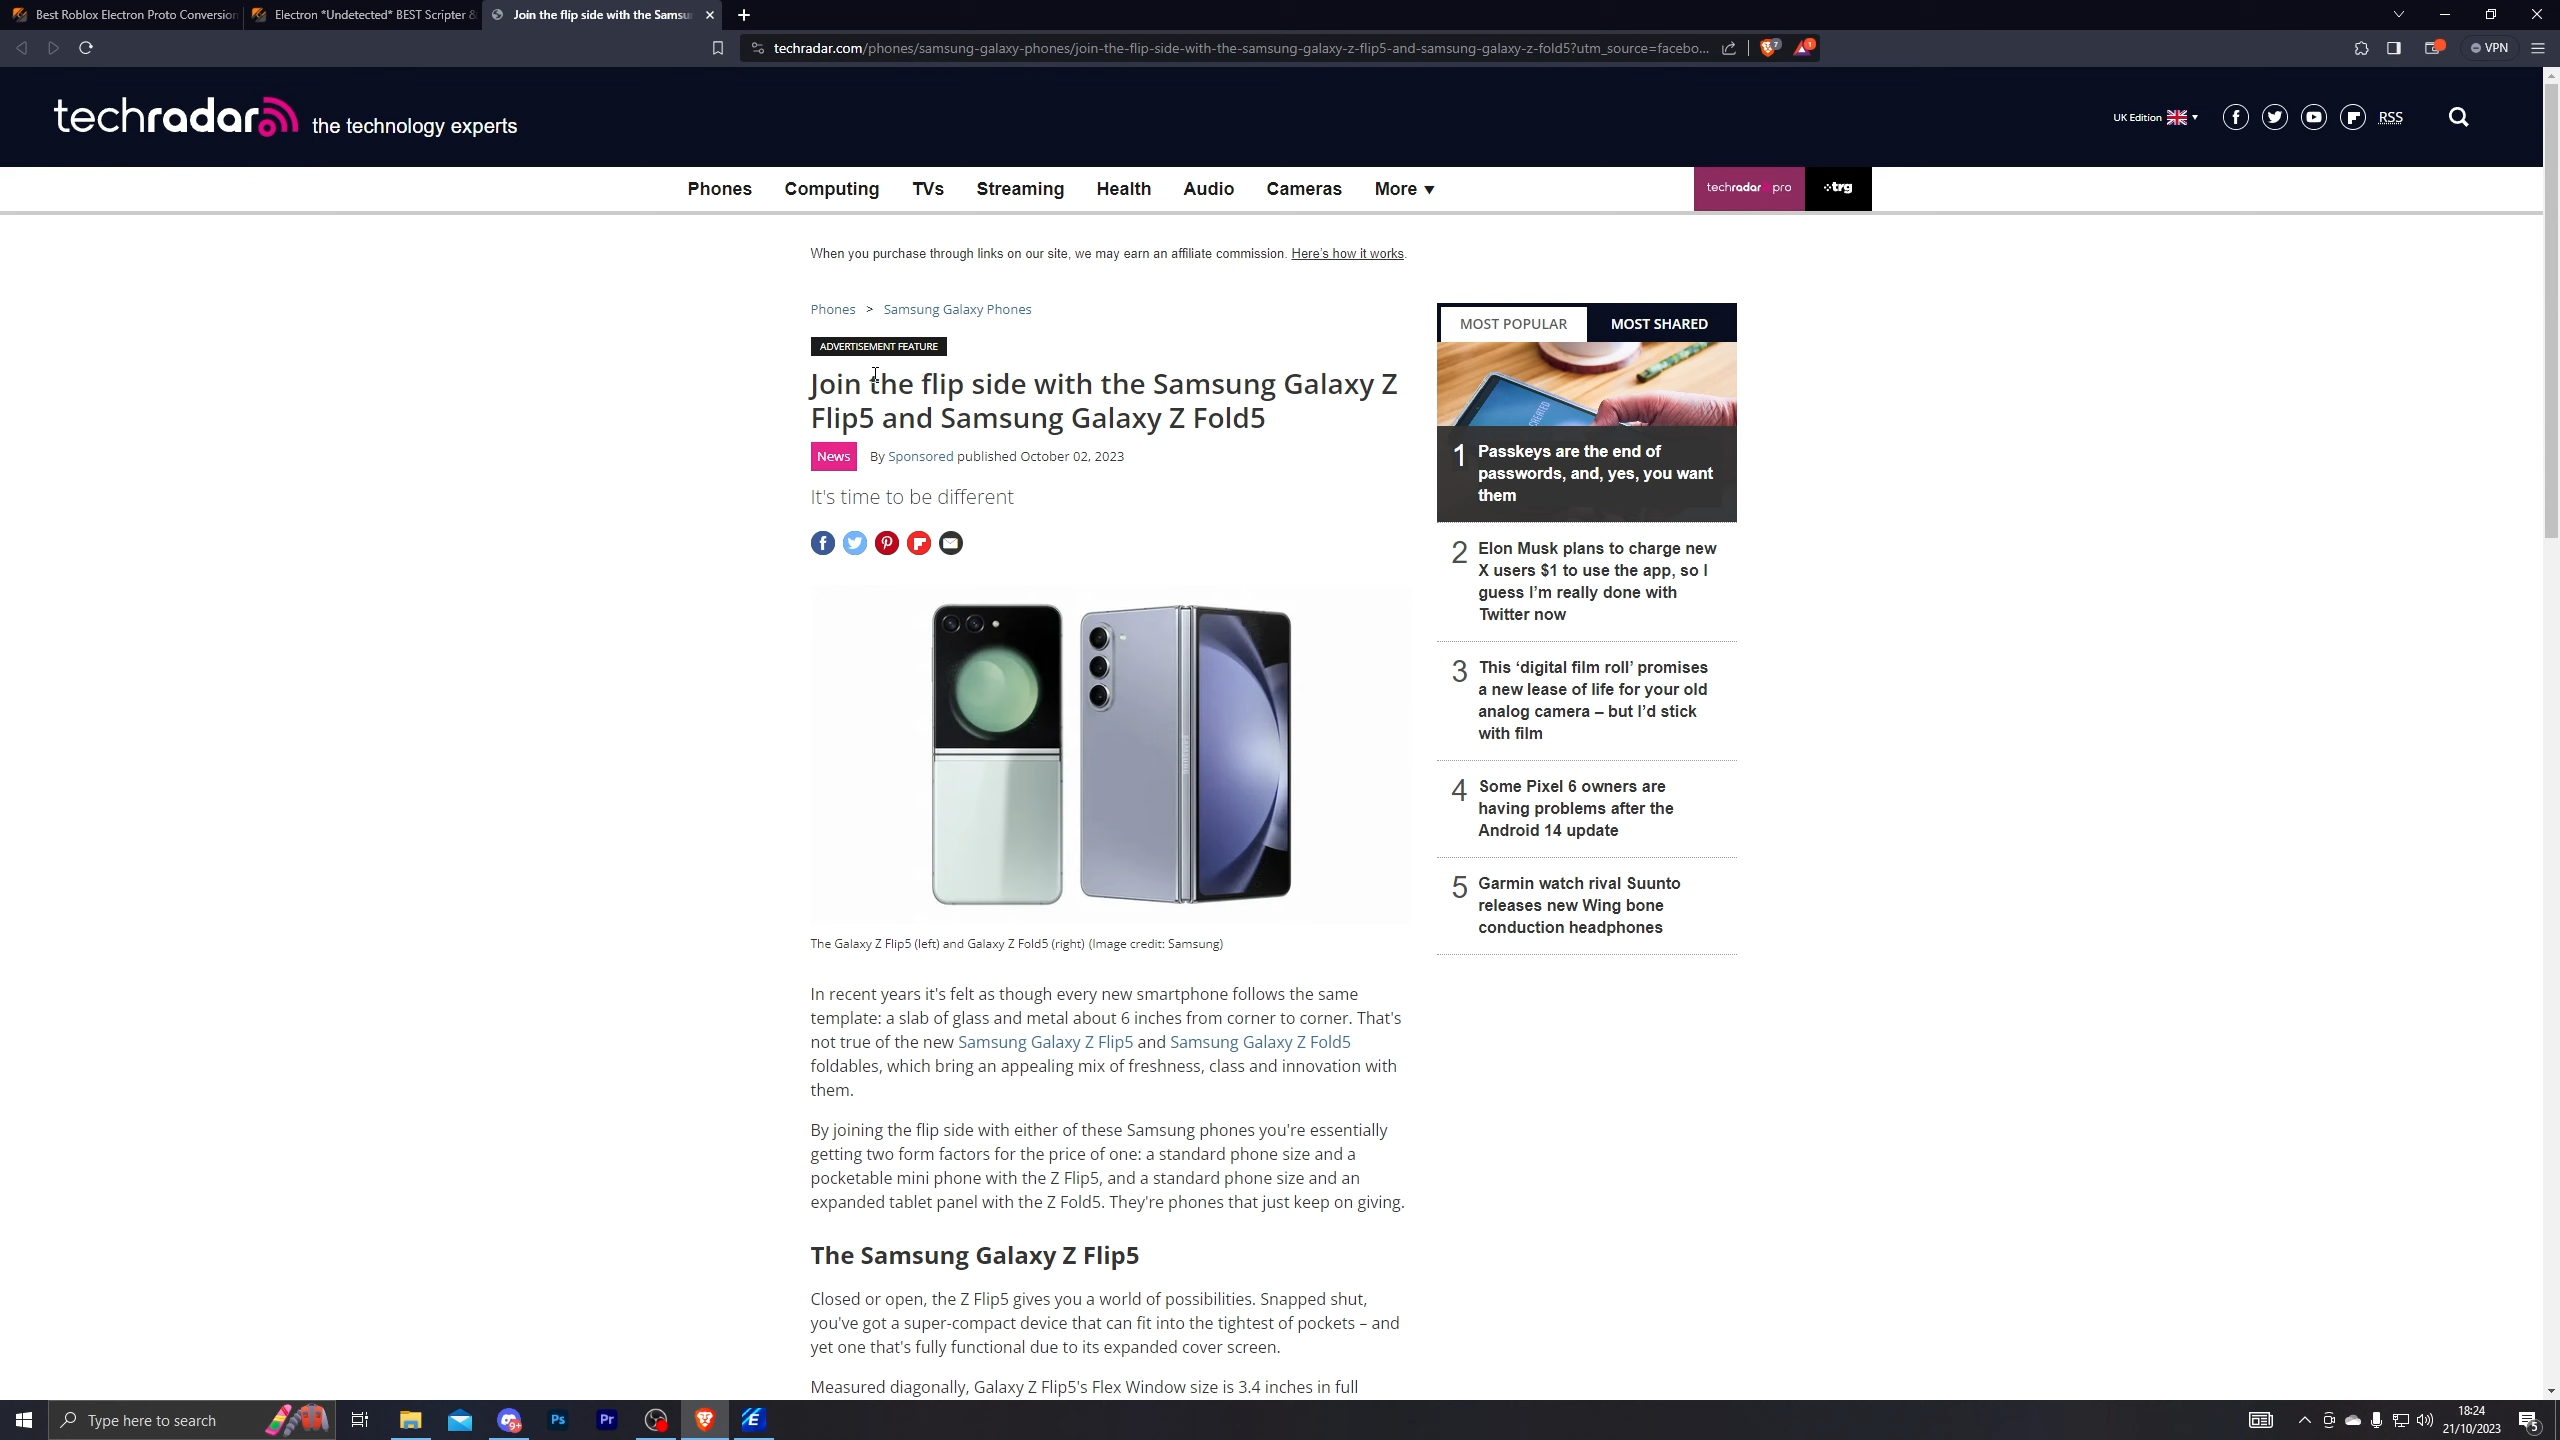 Best Roblox Electron Proto Conversion
Electron *Undetected* BEST Scripter &
Join the flip side with the Samsu
techradar.com/phones/samsung-galaxy-phones/join-the-flip-side-with-the-samsung-galaxy-z-flip5-and-samsung-galaxy-z-fold5?utm_source=facebo...
7
1
VPN
techradar the technology experts
UK Edition
RSS
Phones Computing TVs Streaming Health Audio Cameras More ▼
techradar pro
trg
When you purchase through links on our site, we may earn an affiliate commission. Here's how it works.
Phones > Samsung Galaxy Phones
ADVERTISEMENT FEATURE
Join the flip side with the Samsung Galaxy Z
Flip5 and Samsung Galaxy Z Fold5
News By Sponsored published October 02, 2023
It's time to be different
The Galaxy Z Flip5 (left) and Galaxy Z Fold5 (right) (Image credit: Samsung)
In recent years it's felt as though every new smartphone follows the same
template: a slab of glass and metal about 6 inches from corner to corner. That's
not true of the new Samsung Galaxy Z Flip5 and Samsung Galaxy Z Fold5
foldables, which bring an appealing mix of freshness, class and innovation with
them.
By joining the flip side with either of these Samsung phones you're essentially
getting two form factors for the price of one: a standard phone size and a
pocketable mini phone with the Z Flip5, and a standard phone size and an
expanded tablet panel with the Z Fold5. They're phones that just keep on giving.
The Samsung Galaxy Z Flip5
Closed or open, the Z Flip5 gives you a world of possibilities. Snapped shut,
you've got a super-compact device that can fit into the tightest of pockets – and
yet one that's fully functional due to its expanded cover screen.
Measured diagonally, Galaxy Z Flip5's Flex Window size is 3.4 inches in full
MOST POPULAR
MOST SHARED
CREATED
1 Passkeys are the end of
passwords, and, yes, you want
them
2 Elon Musk plans to charge new
X users $1 to use the app, so I
guess I'm really done with
Twitter now
3 This 'digital film roll' promises
a new lease of life for your old
analog camera – but I'd stick
with film
4 Some Pixel 6 owners are
having problems after the
Android 14 update
5 Garmin watch rival Suunto
releases new Wing bone
conduction headphones
Type here to search
9+
Ps
Pr
E
18:24
21/10/2023
5